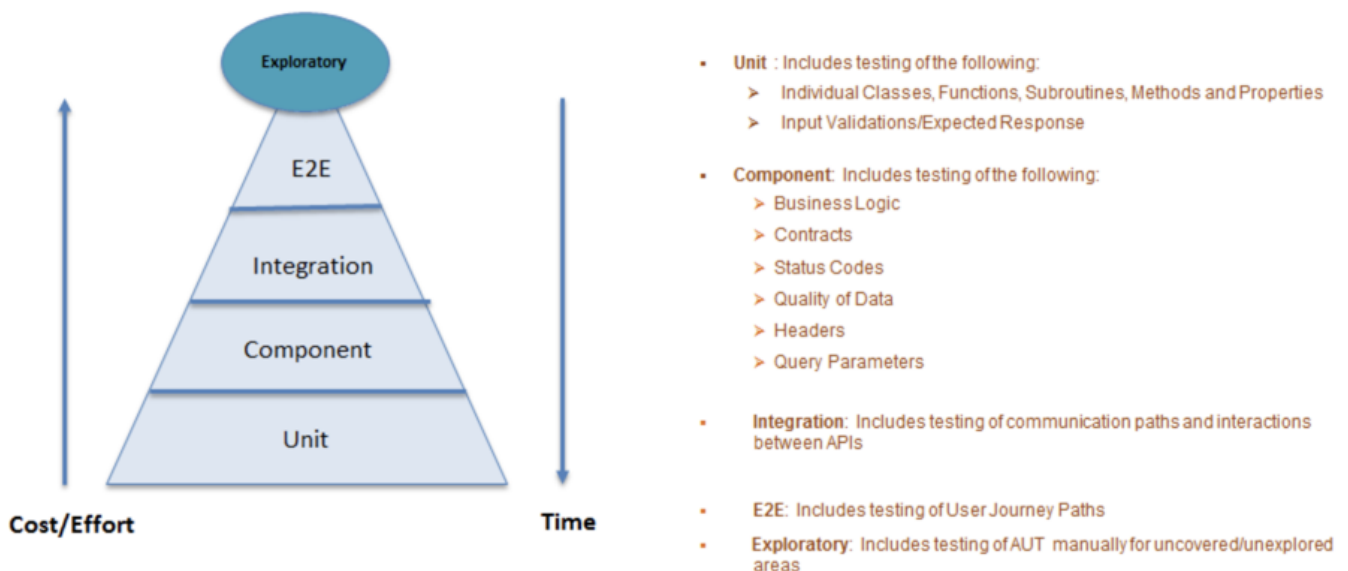 Exploratory
E2E
Integration
Component
Unit
Cost/Effort
Time
▪ Unit : Includes testing of the following:
➢ Individual Classes, Functions, Subroutines, Methods and Properties
➢ Input Validations/Expected Response
▪ Component: Includes testing of the following:
➢ Business Logic
➢ Contracts
➢ Status Codes
➢ Quality of Data
➢ Headers
➢ Query Parameters
▪ Integration: Includes testing of communication paths and interactions
between APIs
▪ E2E: Includes testing of User Journey Paths
▪ Exploratory: Includes testing of AUT manually for uncovered/unexplored
areas